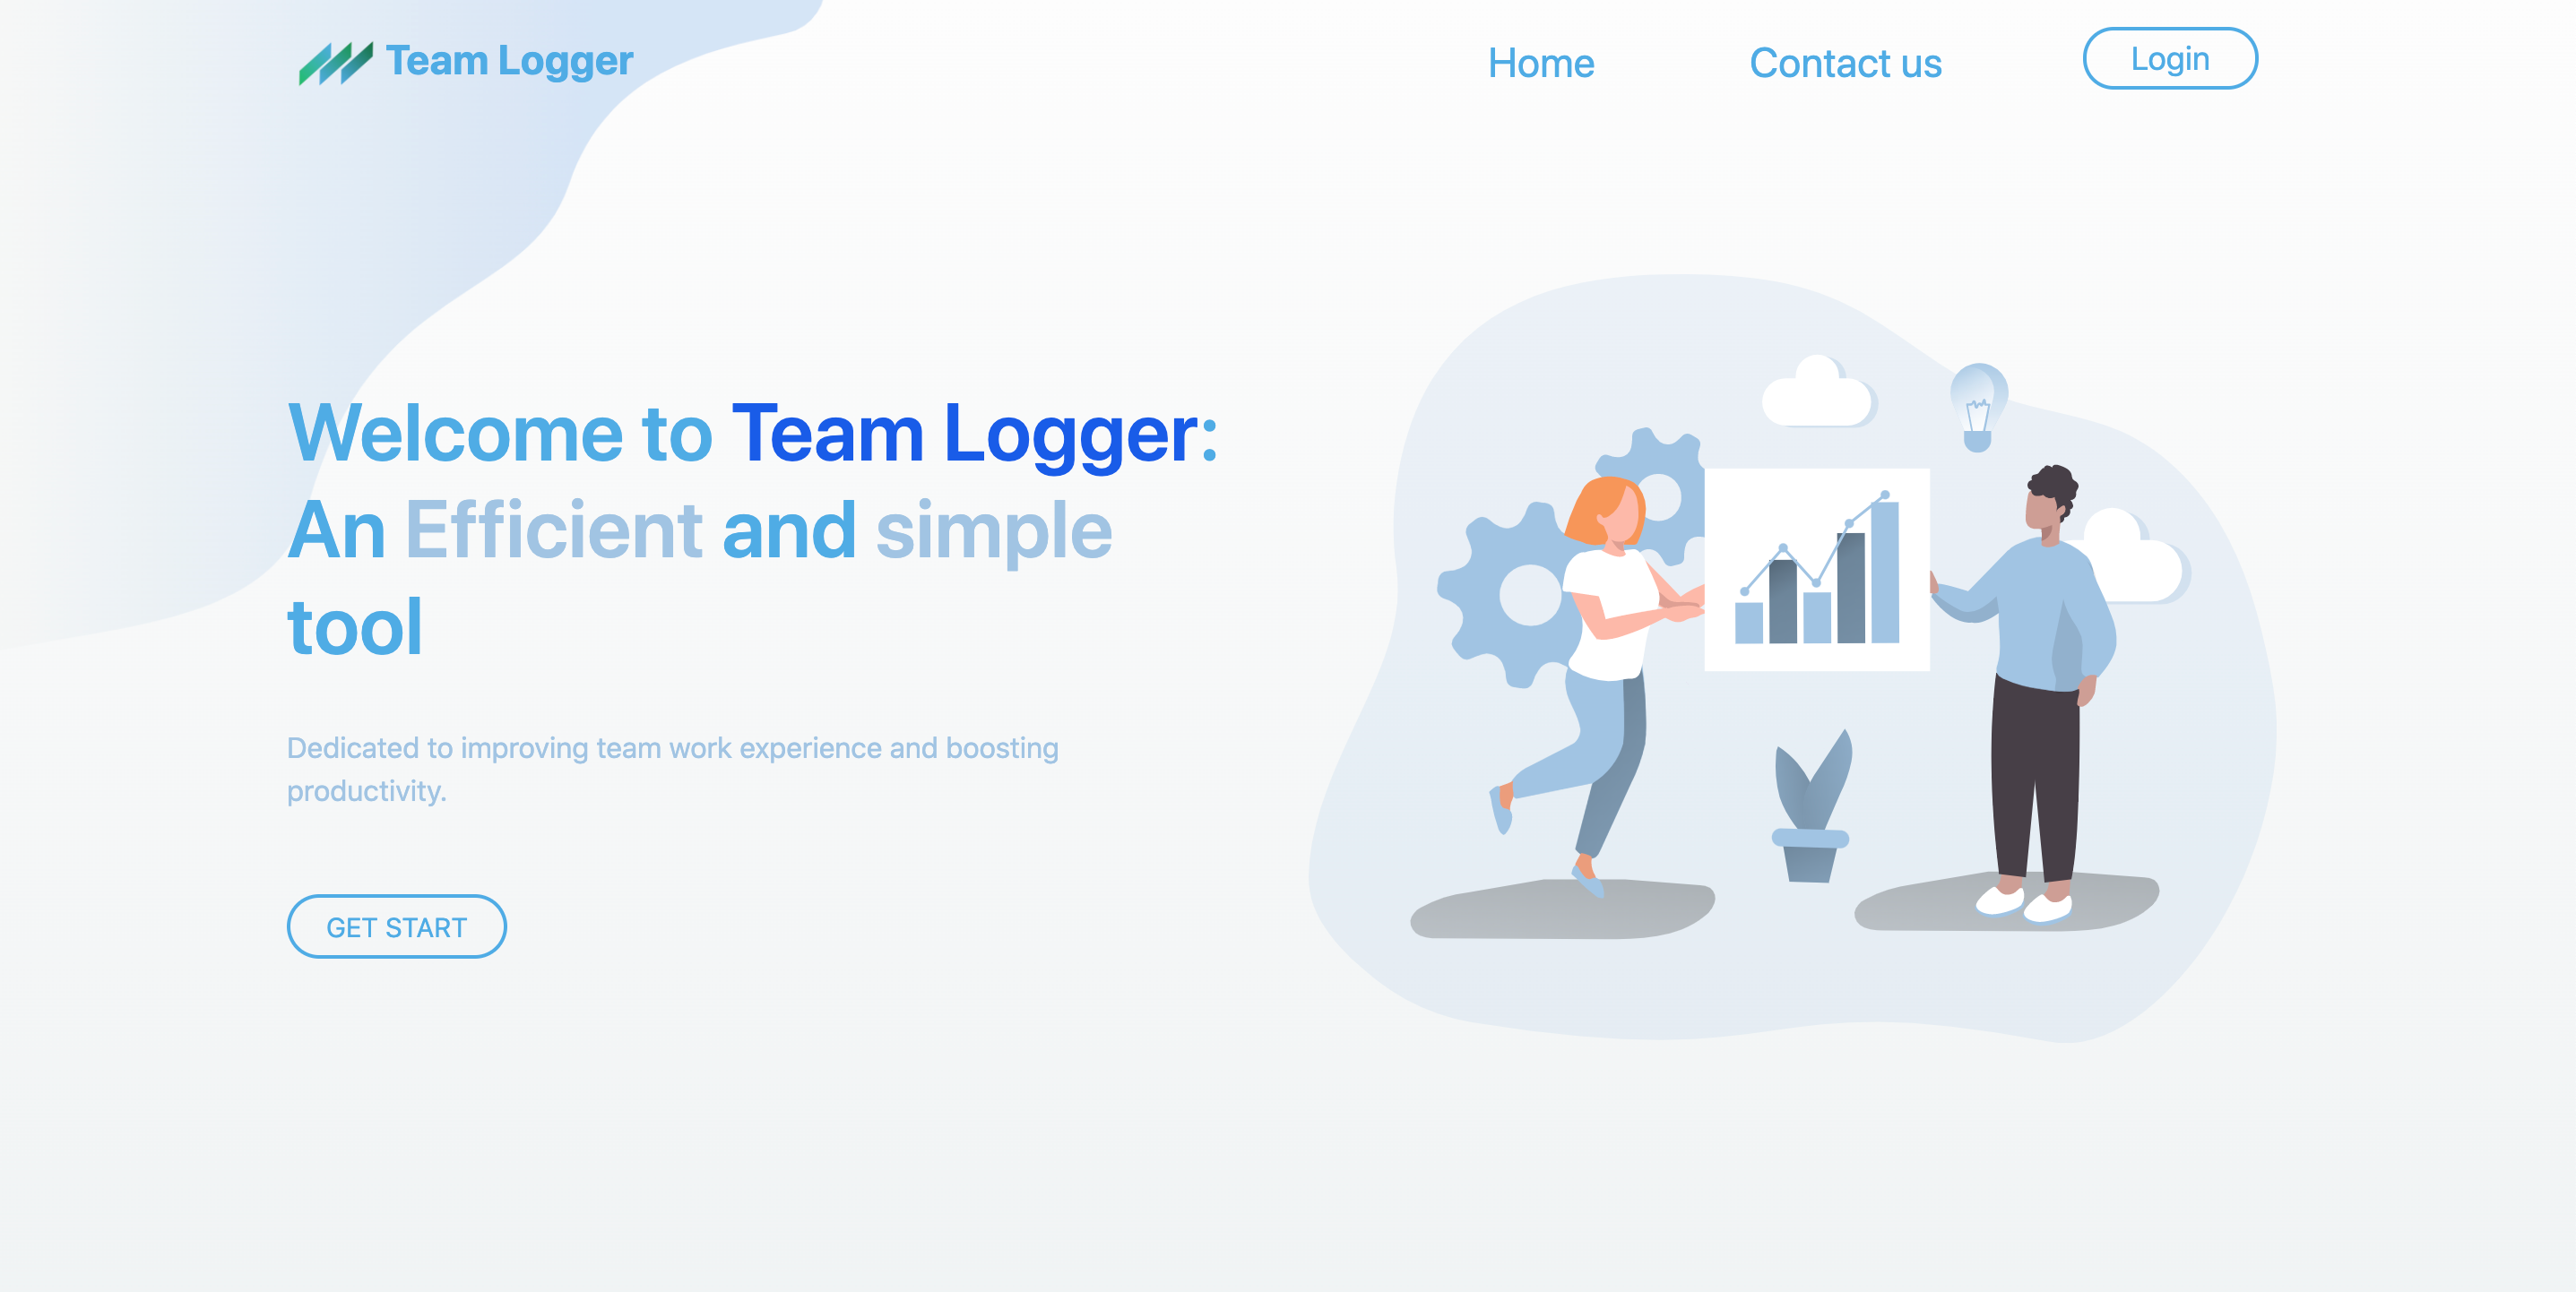 Team Logger
Home
Contact us
Login
Welcome to Team Logger:
An Efficient and simple
tool
Dedicated to improving team work experience and boosting
productivity.
GET START